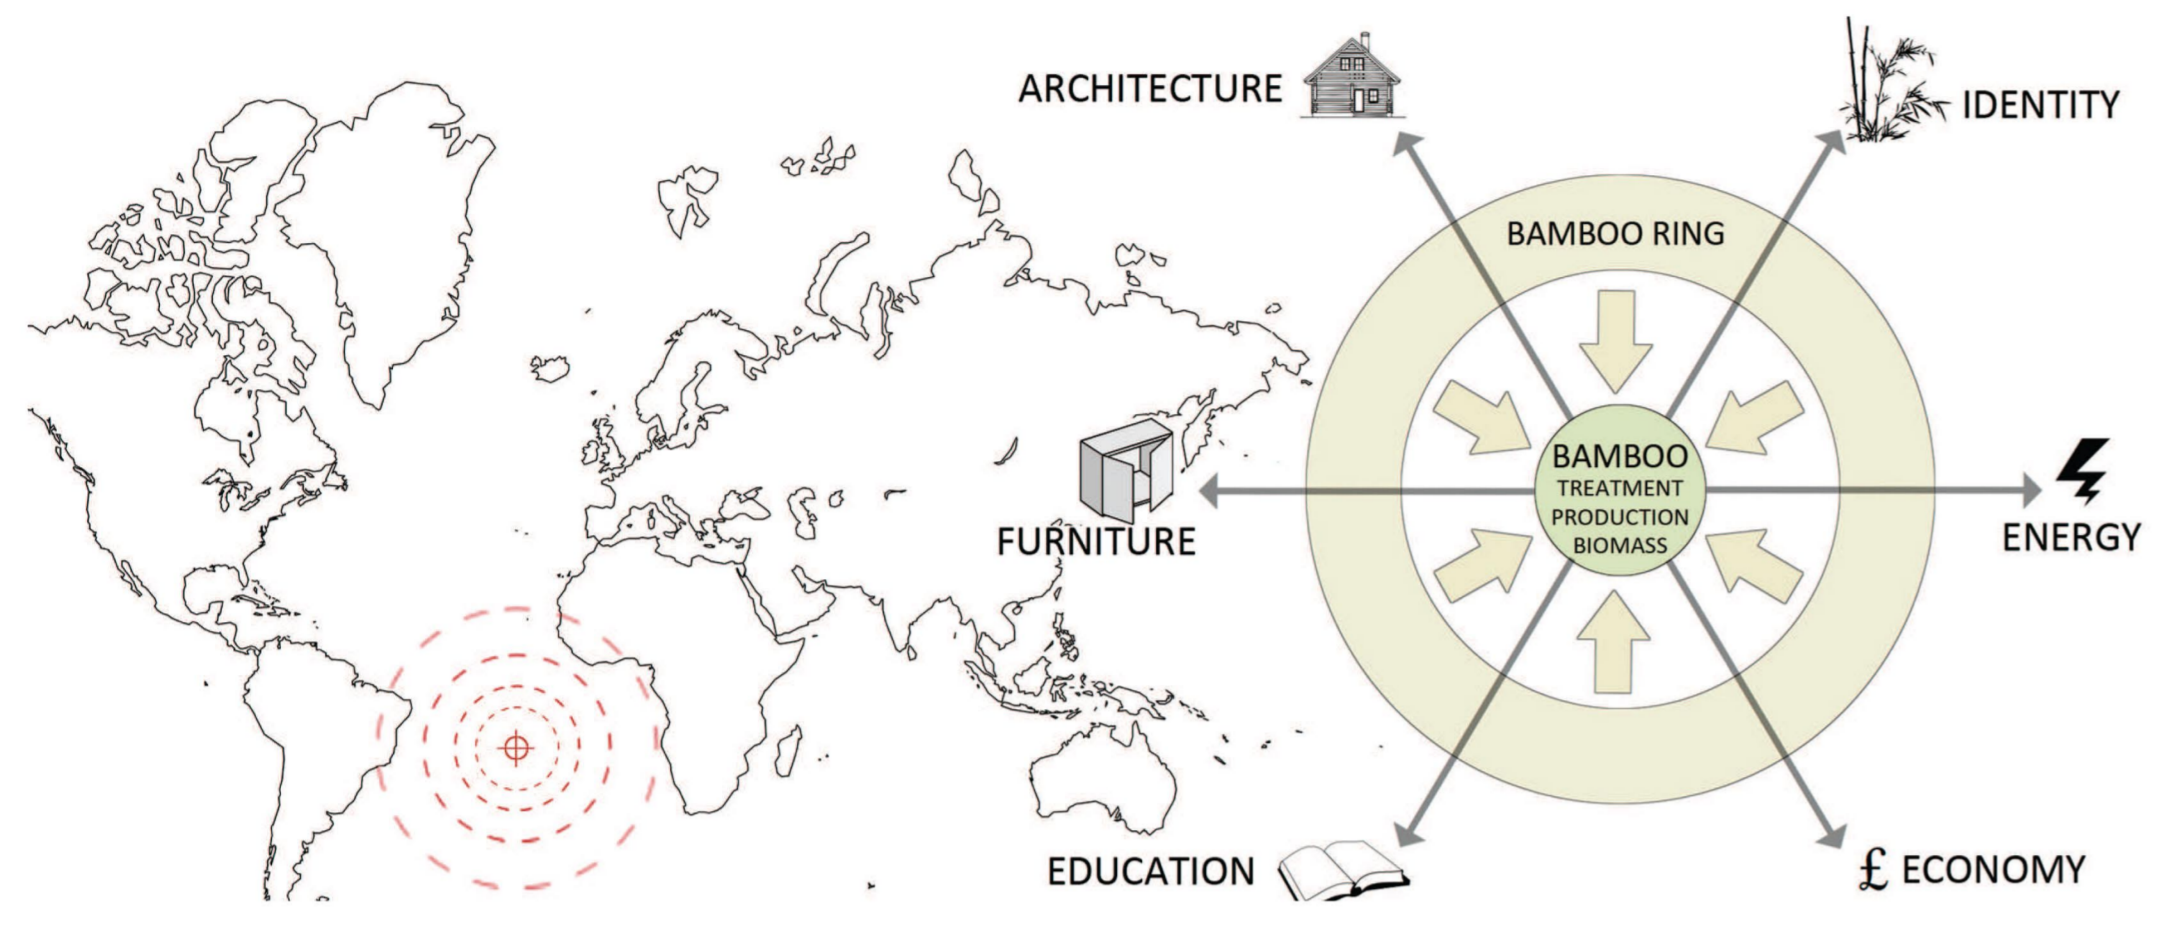 ARCHITECTURE
IDENTITY
BAMBOO RING
BAMBOO
TREATMENT
PRODUCTION
BIOMASS
FURNITURE
ENERGY
EDUCATION
£ ECONOMY